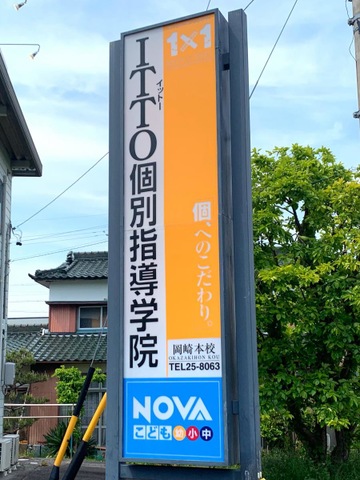 1×1
ITTO個別指導学院
イットー
個、へのこだわり。
岡崎本校
OKAZAKIHON KOU
TEL25-8063
NOVA
こども幼小中